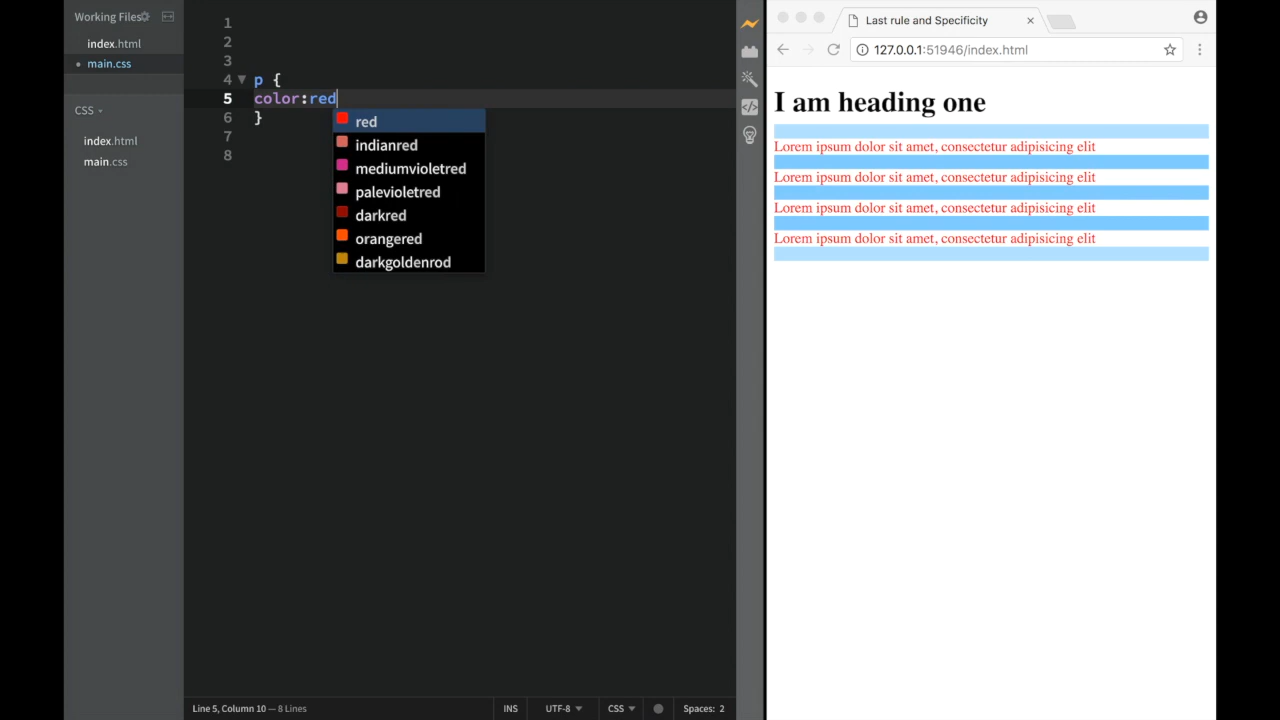 Working Files
index.html
main.css
CSS
index.html
main.css
1
2
3
4 p {
5 color:red
6 }
7
8
red
indianred
mediumvioletred
palevioletred
darkred
orangered
darkgoldenrod
Line 5, Column 10 — 8 Lines
INS
UTF-8
CSS
Spaces: 2
Last rule and Specificity
127.0.0.1:51946/index.html
I am heading one
Lorem ipsum dolor sit amet, consectetur adipisicing elit
Lorem ipsum dolor sit amet, consectetur adipisicing elit
Lorem ipsum dolor sit amet, consectetur adipisicing elit
Lorem ipsum dolor sit amet, consectetur adipisicing elit